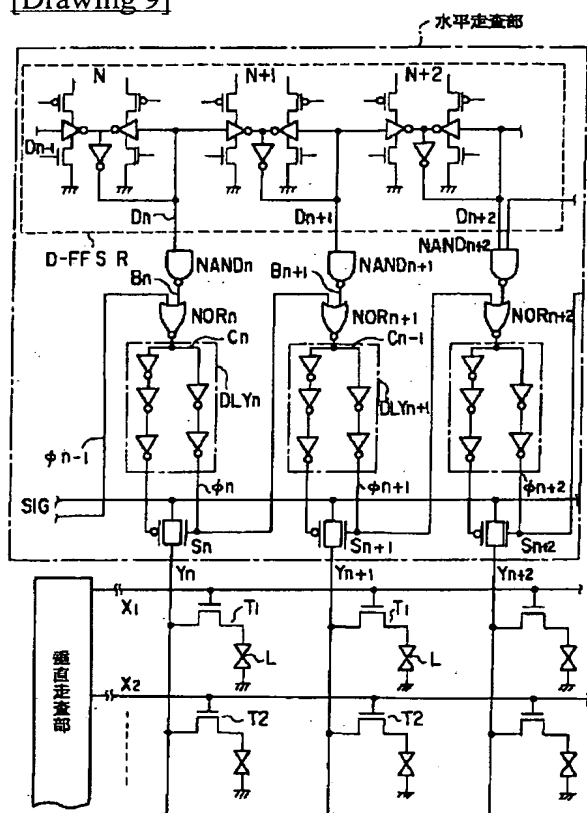 [Drawing 9]
水平走査部
N N+1 N+2
Dn-1
Dn Dn+1 Dn+2
D-FF S R
NANDn NANDn+1 NANDn+2
Bn Bn+1
NORn NORn+1 NORn+2
Cn Cn-1
DLYn DLYn+1
φn-1
φn φn+1 φn+2
SIG
Sn Sn+1 Sn+2
Yn Yn+1 Yn+2
X1 T1 T1
L L
垂直走査部
X2
T2 T2